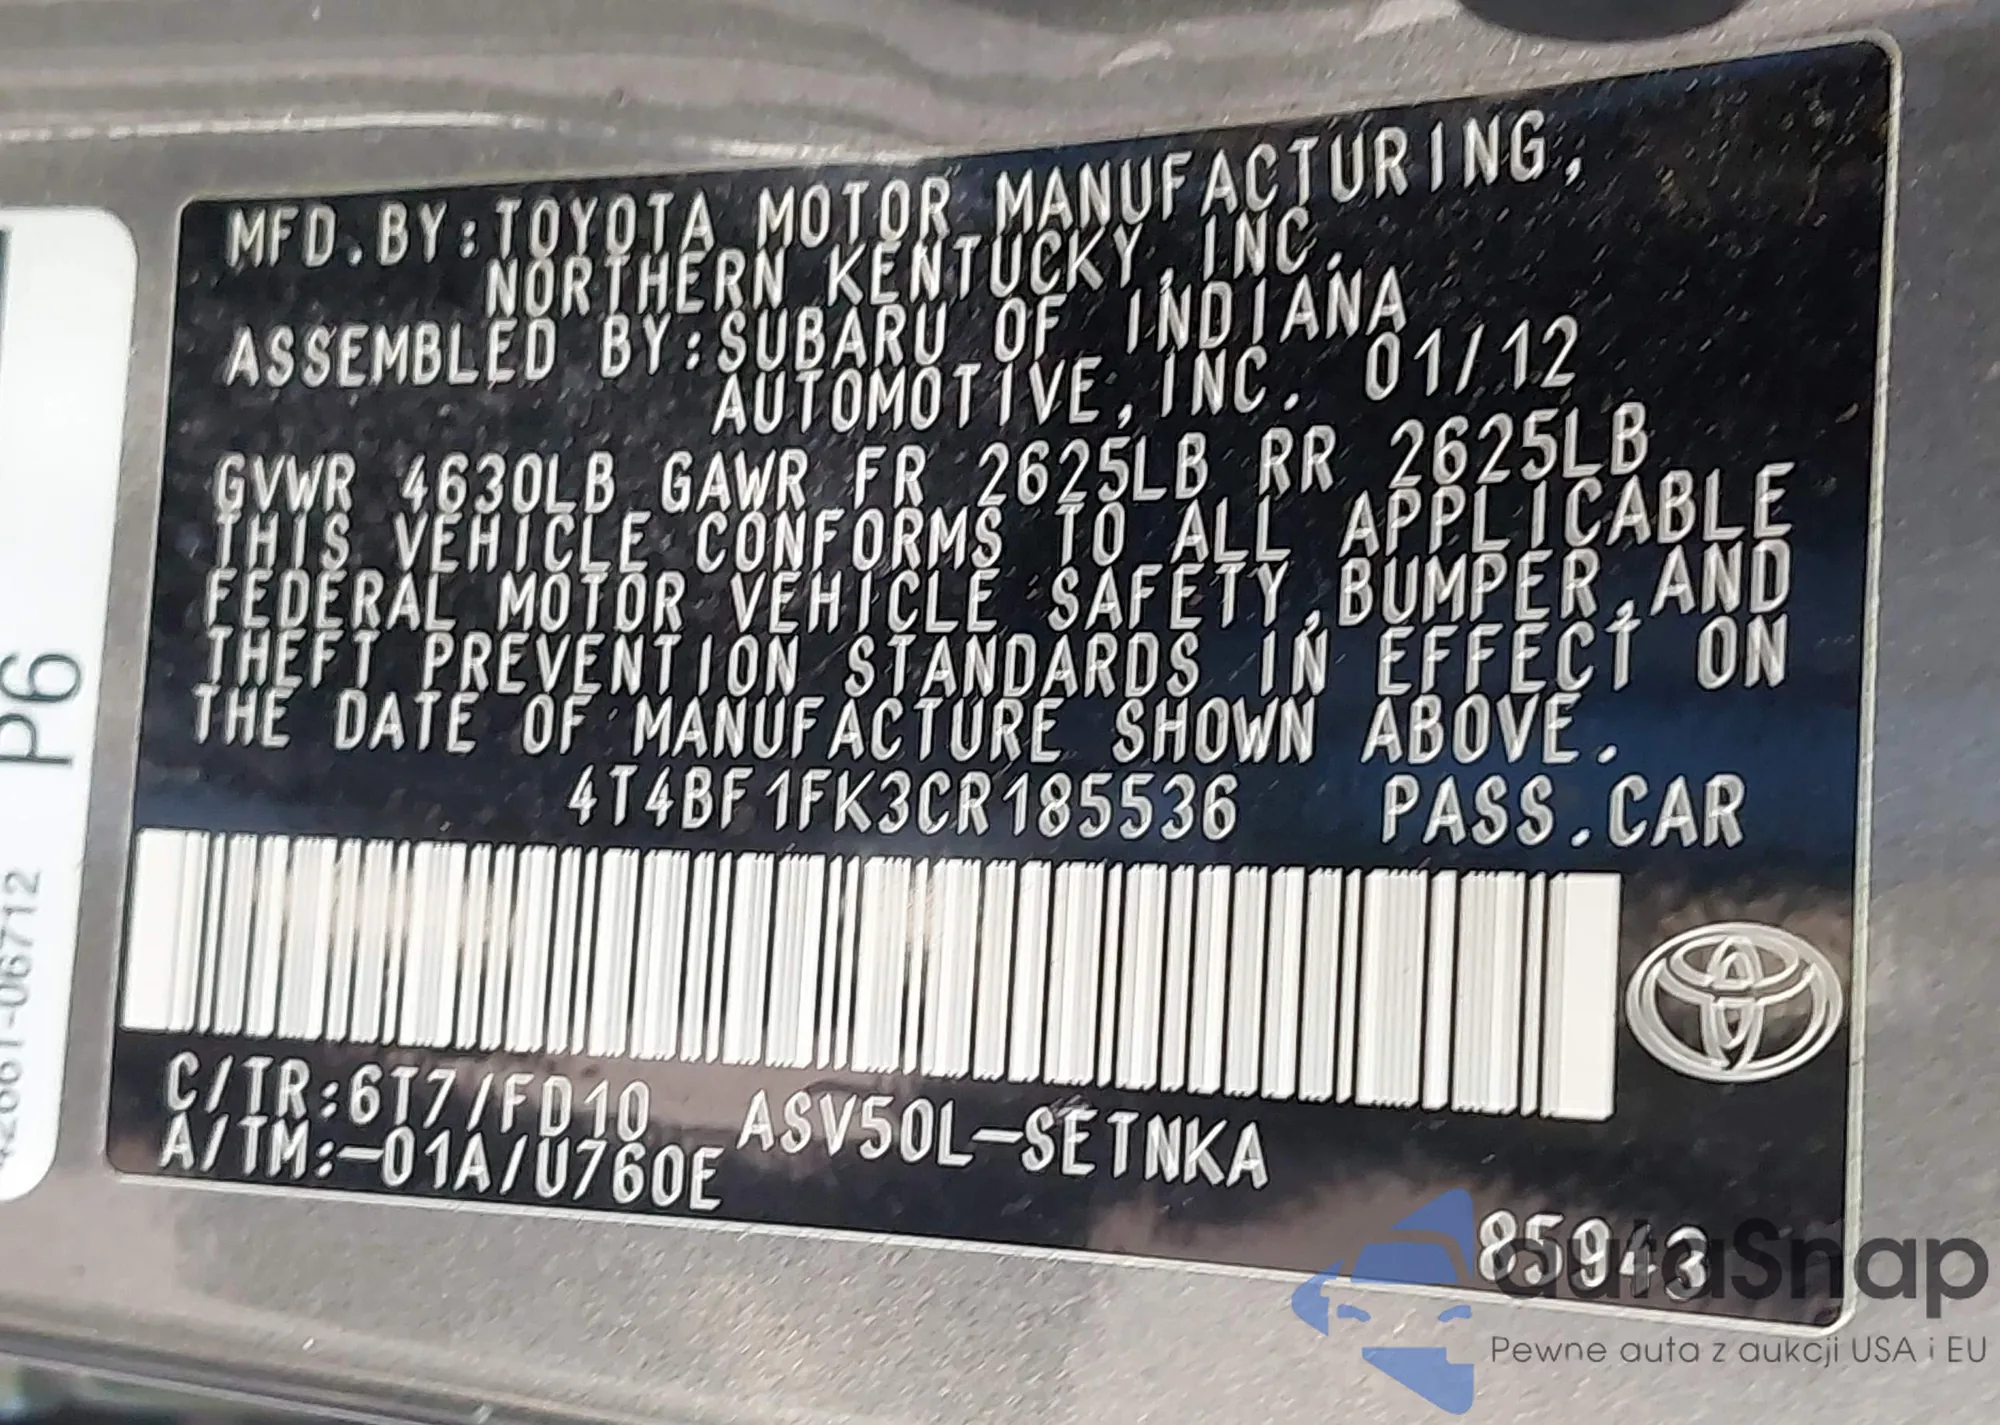 MFD.BY:TOYOTA MOTOR MANUFACTURING,
NORTHERN KENTUCKY, INC.
ASSEMBLED BY:SUBARU OF INDIANA
AUTOMOTIVE,INC. 01/12
GVWR 4630LB GAWR FR 2625LB RR 2625LB
THIS VEHICLE CONFORMS TO ALL APPLICABLE
FEDERAL MOTOR VEHICLE SAFETY,BUMPER,AND
THEFT PREVENTION STANDARDS IN EFFECT ON
THE DATE OF MANUFACTURE SHOWN ABOVE.
4T4BF1FK3CR185536 PASS.CAR
C/TR:6T7/FD10 ASV50L-SETNKA
A/TM:-01A/U760E
85943
P6
42661-06712
autaSnap
Pewne auta z aukcji USA i EU